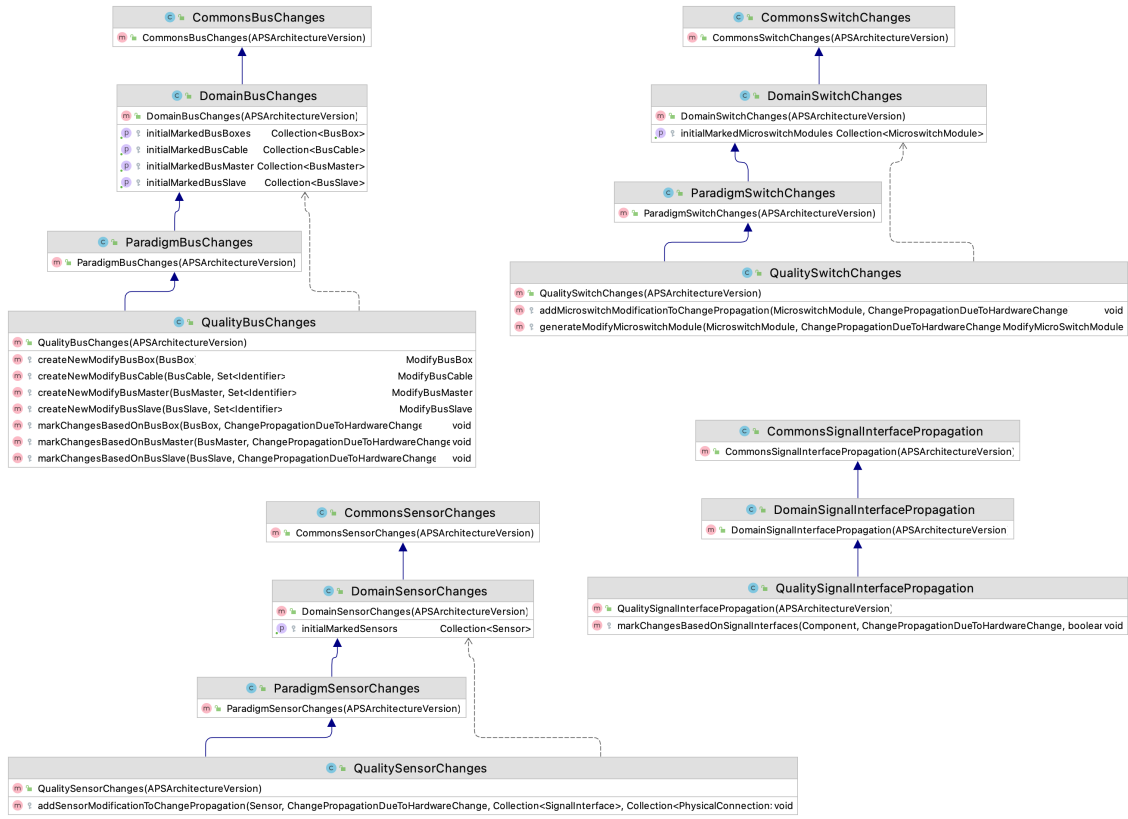 CommonsBusChanges
CommonsBusChanges(APSArchitectureVersion)
DomainBusChanges
DomainBusChanges(APSArchitectureVersion)
initialMarkedBusBoxes Collection<BusBox>
initialMarkedBusCable Collection<BusCable>
initialMarkedBusMaster Collection<BusMaster>
initialMarkedBusSlave Collection<BusSlave>
ParadigmBusChanges
ParadigmBusChanges(APSArchitectureVersion)
QualityBusChanges
QualityBusChanges(APSArchitectureVersion)
createNewModifyBusBox(BusBox ModifyBusBox
createNewModifyBusCable(BusCable, Set<Identifier> ModifyBusCable
createNewModifyBusMaster(BusMaster, Set<Identifier> ModifyBusMaster
createNewModifyBusSlave(BusSlave, Set<Identifier> ModifyBusSlave
markChangesBasedOnBusBox(BusBox, ChangePropagationDueToHardwareChange void
markChangesBasedOnBusMaster(BusMaster, ChangePropagationDueToHardwareChange void
markChangesBasedOnBusSlave(BusSlave, ChangePropagationDueToHardwareChange void
CommonsSwitchChanges
CommonsSwitchChanges(APSArchitectureVersion)
DomainSwitchChanges
DomainSwitchChanges(APSArchitectureVersion)
initialMarkedMicroswitchModules Collection<MicroswitchModule>
ParadigmSwitchChanges
ParadigmSwitchChanges(APSArchitectureVersion)
QualitySwitchChanges
QualitySwitchChanges(APSArchitectureVersion)
addMicroswitchModificationToChangePropagation(MicroswitchModule, ChangePropagationDueToHardwareChange void
generateModifyMicroswitchModule(MicroswitchModule, ChangePropagationDueToHardwareChange ModifyMicroSwitchModule
CommonsSignalInterfacePropagation
CommonsSignalInterfacePropagation(APSArchitectureVersion)
DomainSignalInterfacePropagation
DomainSignalInterfacePropagation(APSArchitectureVersion
QualitySignalInterfacePropagation
QualitySignalInterfacePropagation(APSArchitectureVersion)
markChangesBasedOnSignalInterfaces(Component, ChangePropagationDueToHardwareChange, boolean void
CommonsSensorChanges
CommonsSensorChanges(APSArchitectureVersion)
DomainSensorChanges
DomainSensorChanges(APSArchitectureVersion)
initialMarkedSensors Collection<Sensor>
ParadigmSensorChanges
ParadigmSensorChanges(APSArchitectureVersion)
QualitySensorChanges
QualitySensorChanges(APSArchitectureVersion)
addSensorModificationToChangePropagation(Sensor, ChangePropagationDueToHardwareChange, Collection<SignalInterface>, Collection<PhysicalConnection> void